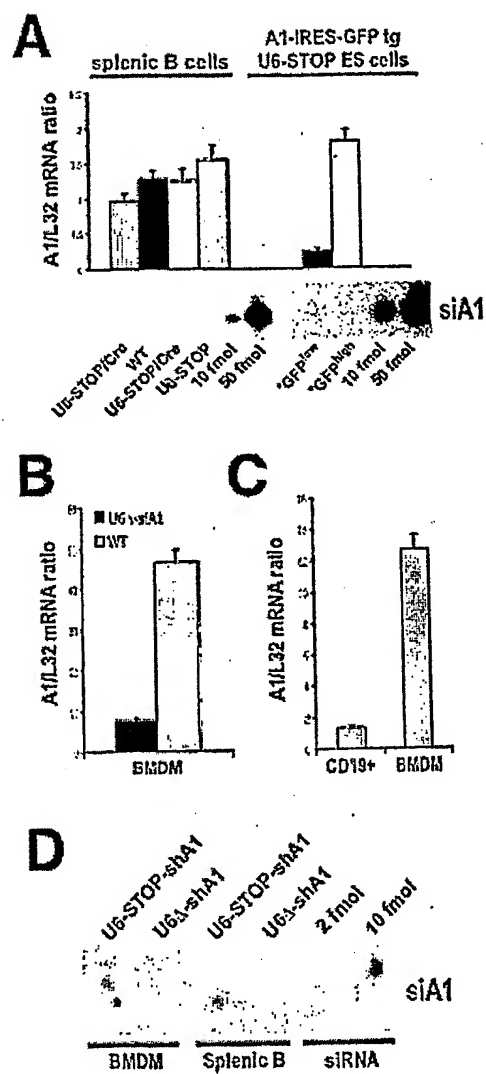 A
splenic B cells
A1-IRES-GFP tg
U6-STOP ES cells
A1/L32 mRNA ratio
siA1
U6-STOP/Cre
WT
U6-STOP/Cre
U6-STOP
10 fmol
50 fmol
*GFPlow
*GFPhigh
10 fmol
50 fmol
B
A1/L32 mRNA ratio
WT
BMDM
C
A1/L32 mRNA ratio
2
CD19+
BMDM
D
U6-STOP-shA1
U6Δ-shA1
U6-STOP-shA1
U6Δ-shA1
2 fmol
10 fmol
siA1
BMDM
Splenic B
siRNA